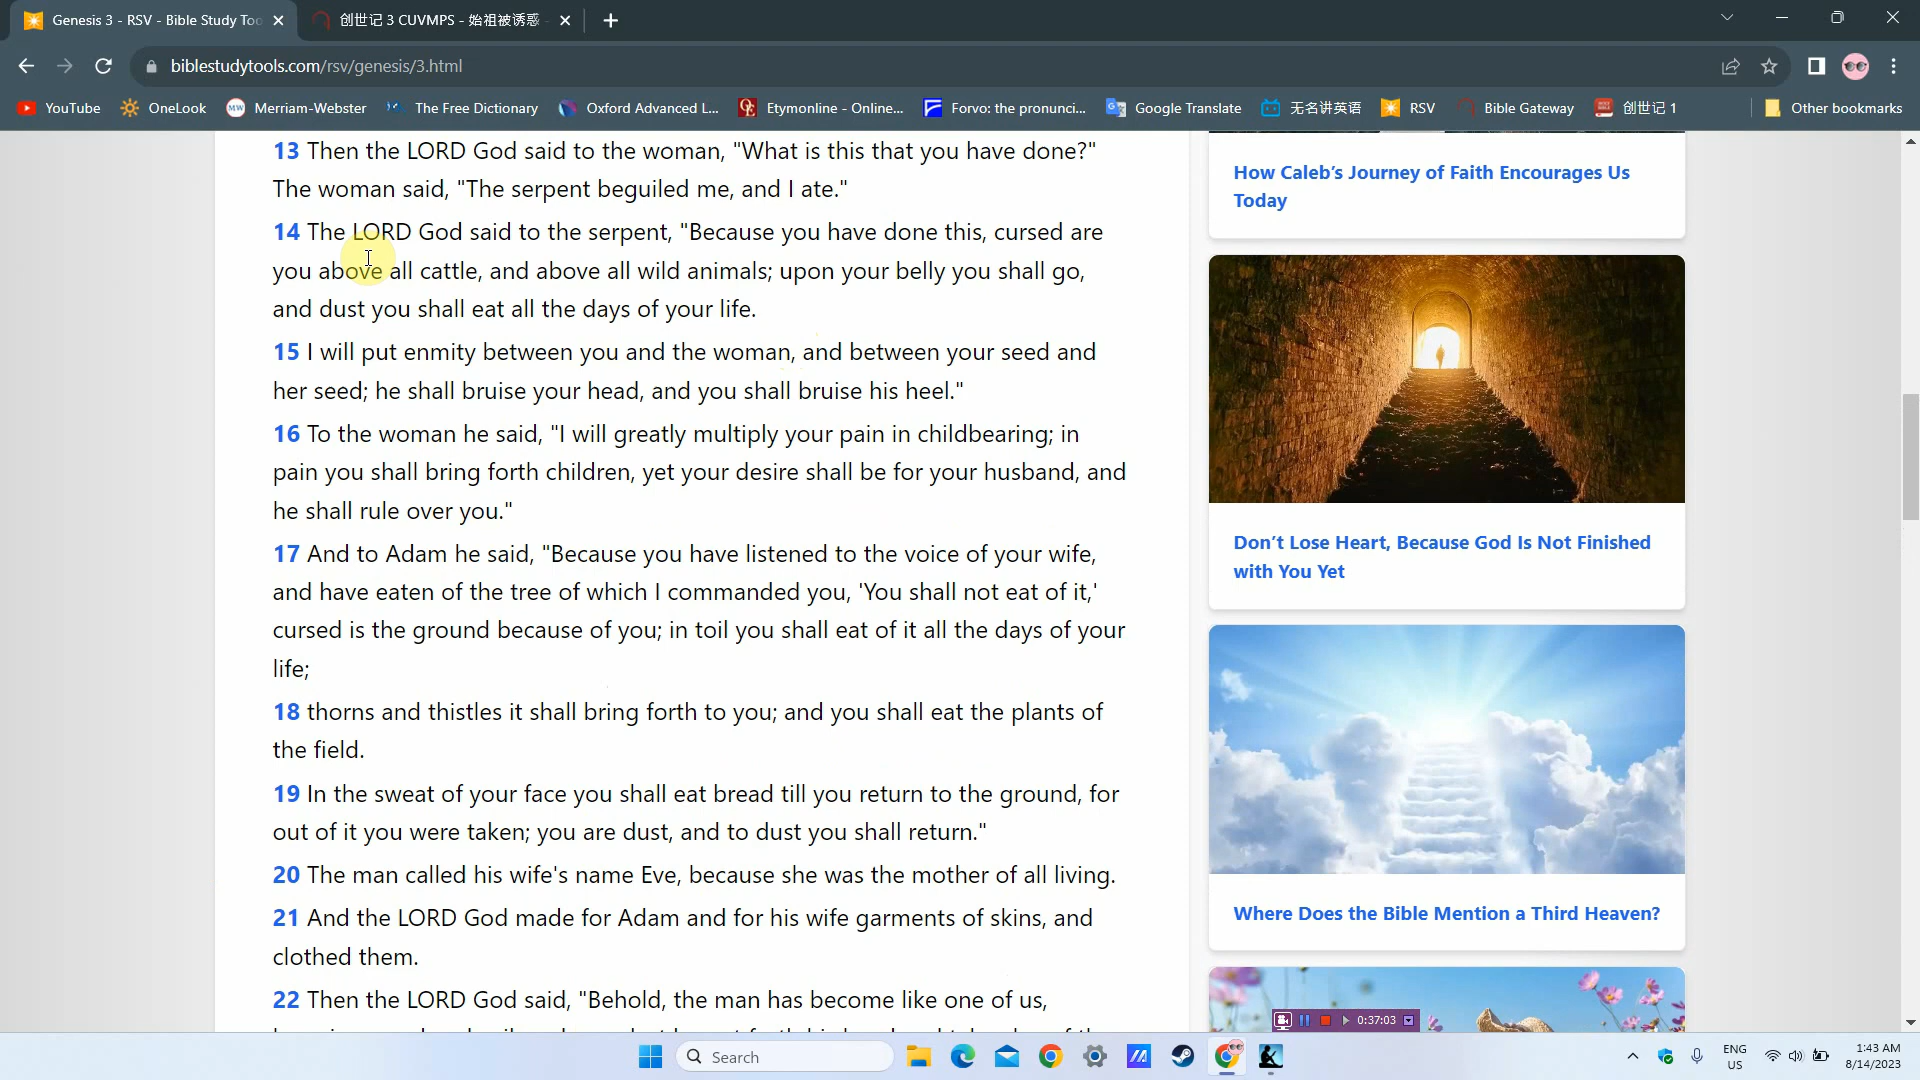 Genesis 3 - RSV - Bible Study Too
创世记 3 CUVMPS - 始祖被诱惑
biblestudytools.com/rsv/genesis/3.html
YouTube
OneLook
Merriam-Webster
The Free Dictionary
Oxford Advanced L...
Etymonline - Online...
Forvo: the pronunci...
Google Translate
无名讲英语
RSV
Bible Gateway
创世记 1
Other bookmarks
13 Then the LORD God said to the woman, "What is this that you have done?"
The woman said, "The serpent beguiled me, and I ate."
14 The LORD God said to the serpent, "Because you have done this, cursed are
you above all cattle, and above all wild animals; upon your belly you shall go,
and dust you shall eat all the days of your life.
15 I will put enmity between you and the woman, and between your seed and
her seed; he shall bruise your head, and you shall bruise his heel."
16 To the woman he said, "I will greatly multiply your pain in childbearing; in
pain you shall bring forth children, yet your desire shall be for your husband, and
he shall rule over you."
17 And to Adam he said, "Because you have listened to the voice of your wife,
and have eaten of the tree of which I commanded you, 'You shall not eat of it,'
cursed is the ground because of you; in toil you shall eat of it all the days of your
life;
18 thorns and thistles it shall bring forth to you; and you shall eat the plants of
the field.
19 In the sweat of your face you shall eat bread till you return to the ground, for
out of it you were taken; you are dust, and to dust you shall return."
20 The man called his wife's name Eve, because she was the mother of all living.
21 And the LORD God made for Adam and for his wife garments of skins, and
clothed them.
22 Then the LORD God said, "Behold, the man has become like one of us,
How Caleb's Journey of Faith Encourages Us
Today
Don't Lose Heart, Because God Is Not Finished
with You Yet
Where Does the Bible Mention a Third Heaven?
0:37:03
Search
ENG
US
1:43 AM
8/14/2023